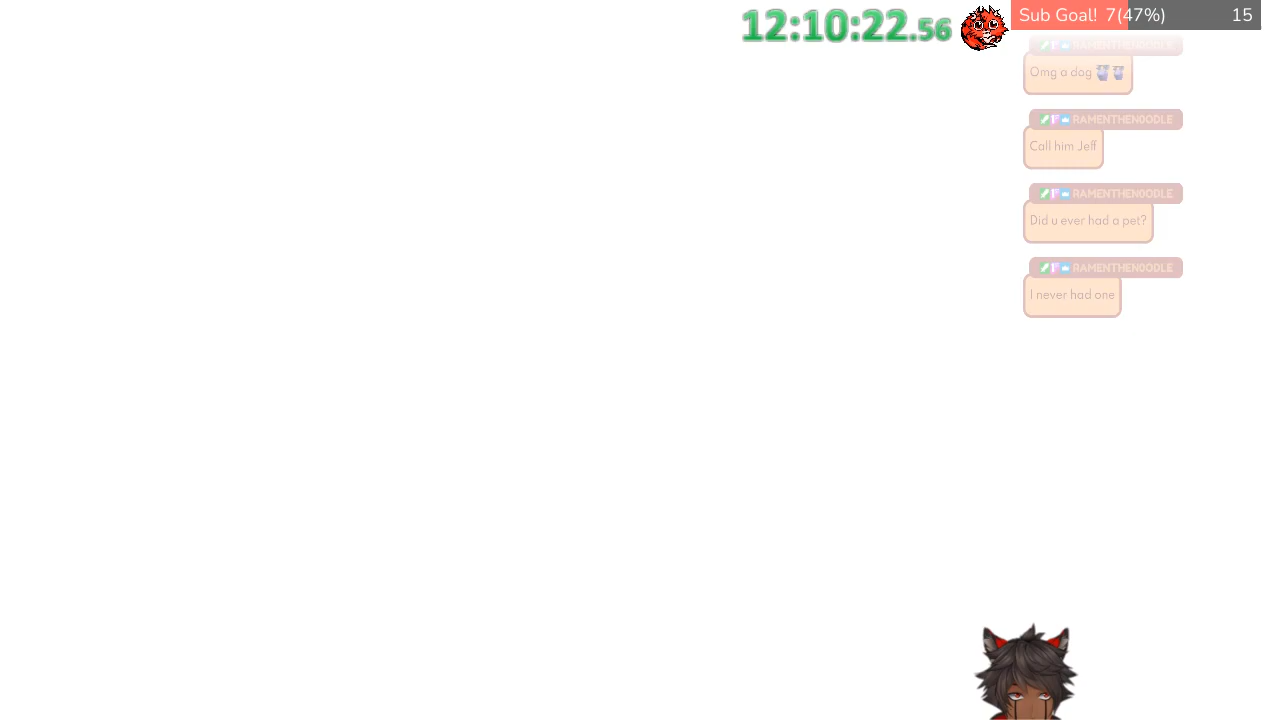 12:10:22.56
Sub Goal! 7(47%) 15
RAMENTHENOODLE
Omg a dog
RAMENTHENOODLE
Call him Jeff
RAMENTHENOODLE
Did u ever had a pet?
RAMENTHENOODLE
I never had one